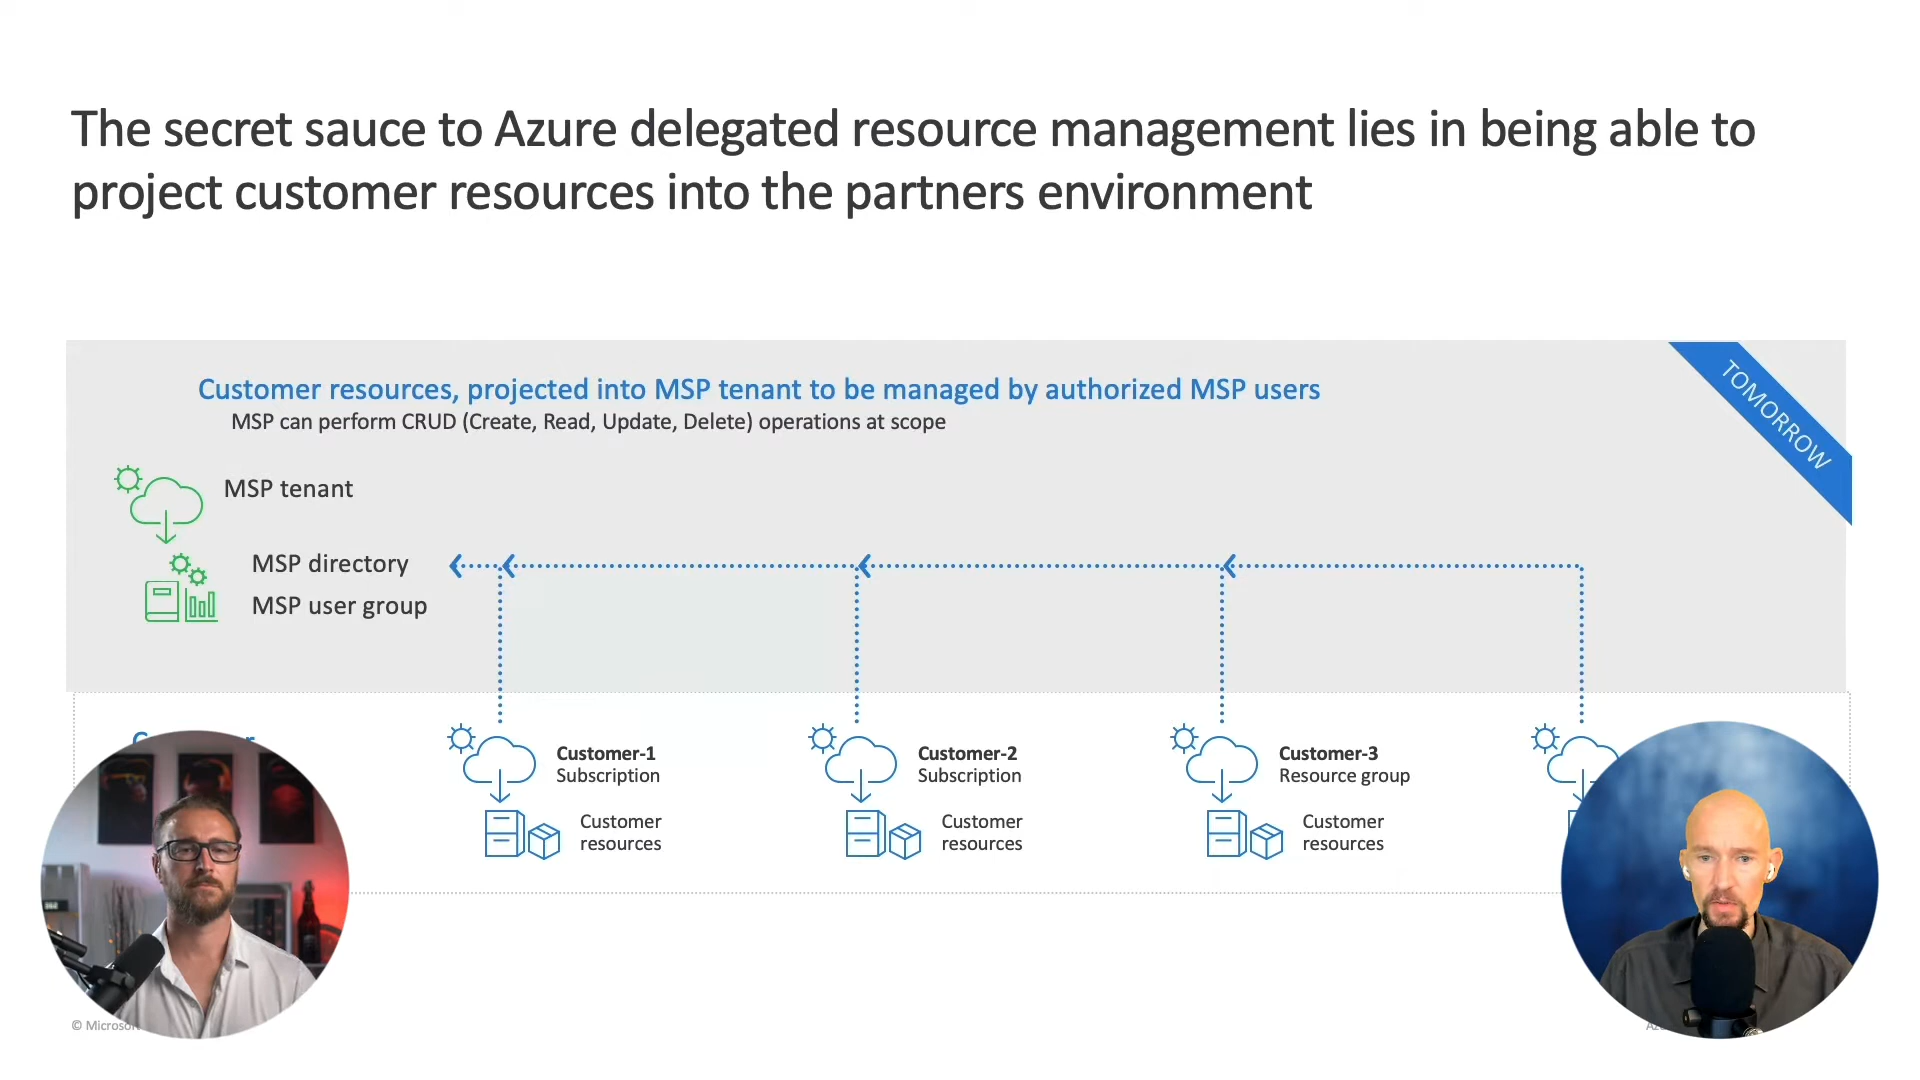 The secret sauce to Azure delegated resource management lies in being able to
project customer resources into the partners environment
Customer resources, projected into MSP tenant to be managed by authorized MSP users
MSP can perform CRUD (Create, Read, Update, Delete) operations at scope
TOMORROW
MSP tenant
MSP directory
MSP user group
Customer-1
Subscription
Customer resources
Customer-2
Subscription
Customer resources
Customer-3
Resource group
Customer resources
©